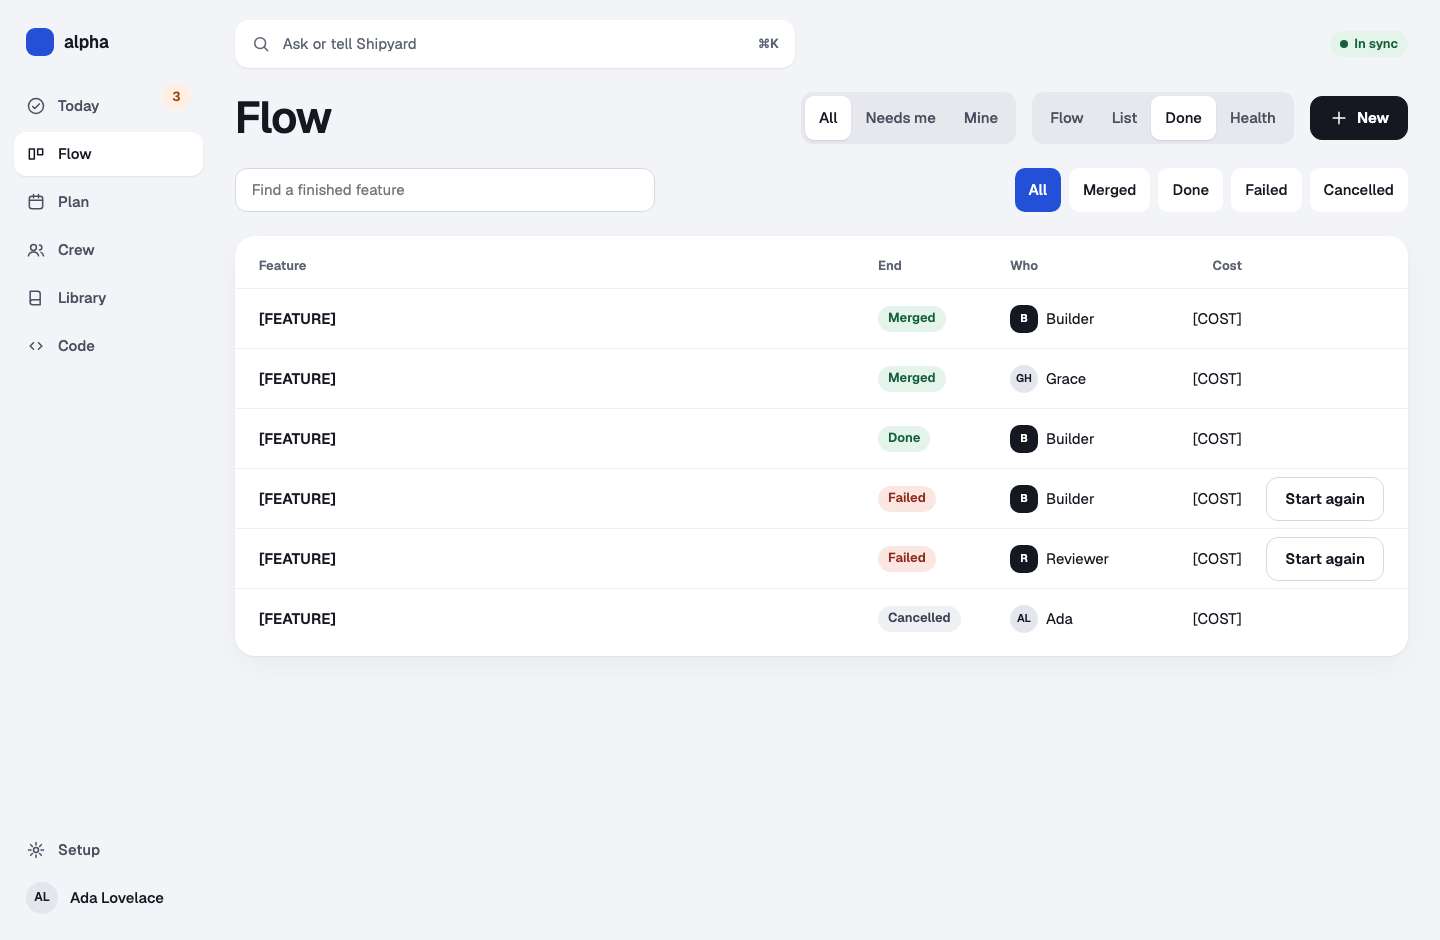 alpha
Ask or tell Shipyard
⌘K
In sync
Today
3
Flow
Plan
Crew
Library
Code
Setup
AL
Ada Lovelace
Flow
All
Needs me
Mine
Flow
List
Done
Health
New
Find a finished feature
All
Merged
Done
Failed
Cancelled
Feature End Who Cost
[FEATURE] Merged B Builder [COST]
[FEATURE] Merged GH Grace [COST]
[FEATURE] Done B Builder [COST]
[FEATURE] Failed B Builder [COST] Start again
[FEATURE] Failed R Reviewer [COST] Start again
[FEATURE] Cancelled AL Ada [COST]